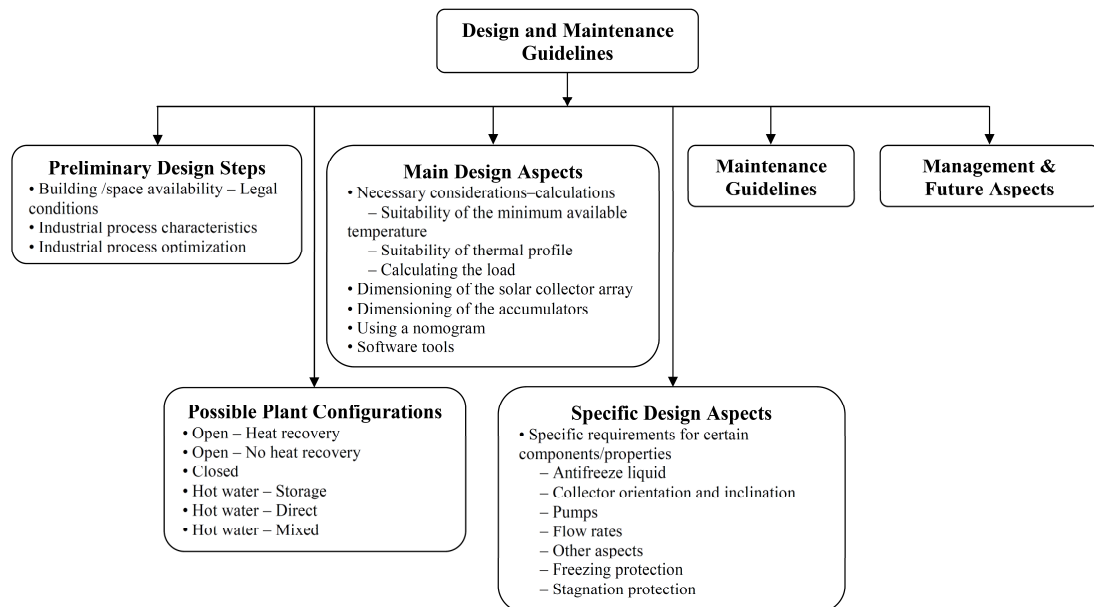 Design and Maintenance
Guidelines
Preliminary Design Steps
• Building /space availability – Legal
conditions
• Industrial process characteristics
• Industrial process optimization
Main Design Aspects
• Necessary considerations–calculations
– Suitability of the minimum available
temperature
– Suitability of thermal profile
– Calculating the load
• Dimensioning of the solar collector array
• Dimensioning of the accumulators
• Using a nomogram
• Software tools
Maintenance
Guidelines
Management &
Future Aspects
Possible Plant Configurations
• Open – Heat recovery
• Open – No heat recovery
• Closed
• Hot water – Storage
• Hot water – Direct
• Hot water – Mixed
Specific Design Aspects
• Specific requirements for certain
components/properties
– Antifreeze liquid
– Collector orientation and inclination
– Pumps
– Flow rates
– Other aspects
– Freezing protection
– Stagnation protection